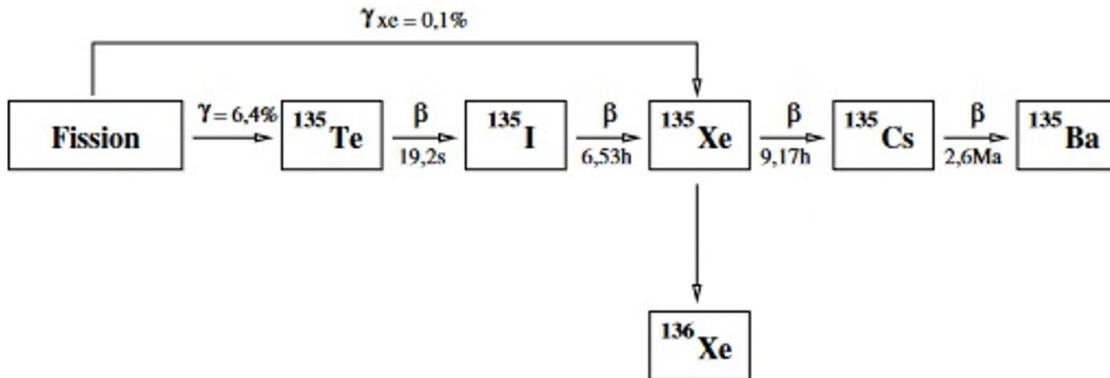 γxe = 0,1%
Fission
γ = 6,4%
¹³⁵Te
β
19,2s
¹³⁵I
β
6,53h
¹³⁵Xe
β
9,17h
¹³⁵Cs
β
2,6Ma
¹³⁵Ba
¹³⁶Xe